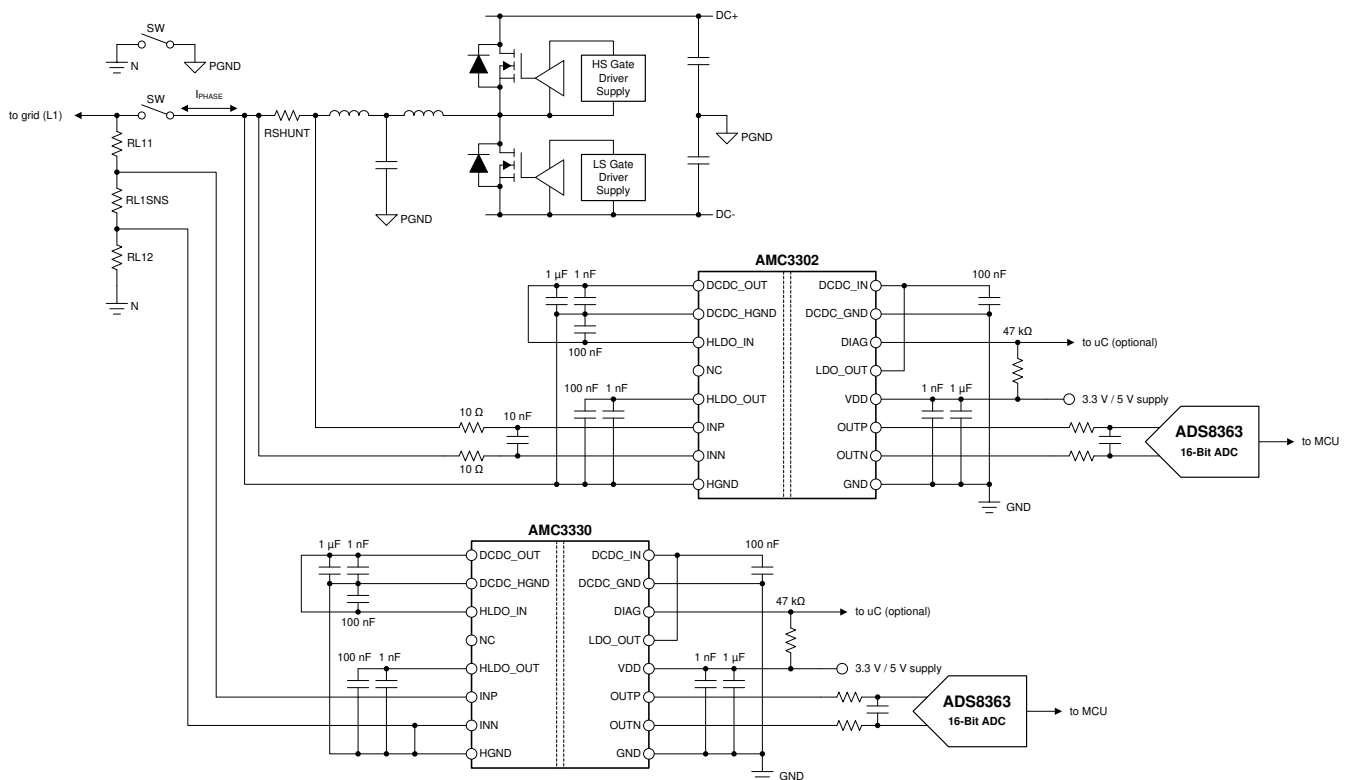 SW
N
PGND
SW
I PHASE
to grid (L1)
RSHUNT
RL11
RL1SNS
RL12
N
PGND
DC+
HS Gate
Driver
Supply
PGND
LS Gate
Driver
Supply
DC-
AMC3302
1 µF
1 nF
100 nF
100 nF
1 nF
10 Ω
10 nF
10 Ω
DCDC_OUT
DCDC_HGND
HLDO_IN
NC
HLDO_OUT
INP
INN
HGND
DCDC_IN
DCDC_GND
DIAG
LDO_OUT
VDD
OUTP
OUTN
GND
100 nF
47 kΩ
to uC (optional)
1 nF
1 µF
3.3 V / 5 V supply
ADS8363
16-Bit ADC
to MCU
GND
AMC3330
1 µF
1 nF
100 nF
100 nF
1 nF
DCDC_OUT
DCDC_HGND
HLDO_IN
NC
HLDO_OUT
INP
INN
HGND
DCDC_IN
DCDC_GND
DIAG
LDO_OUT
VDD
OUTP
OUTN
GND
100 nF
47 kΩ
to uC (optional)
1 nF
1 µF
3.3 V / 5 V supply
ADS8363
16-Bit ADC
to MCU
GND